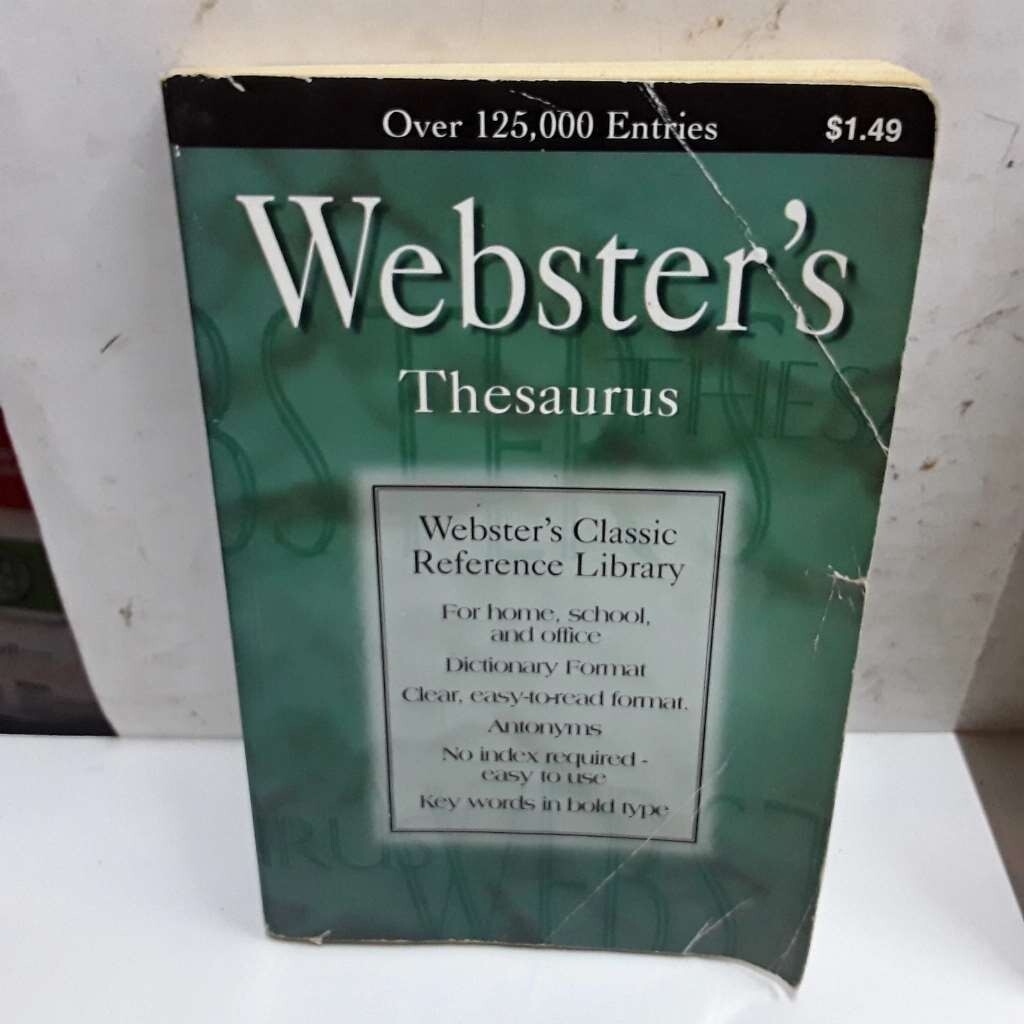 Over 125,000 Entries $1.49
Webster's
Thesaurus
Webster's Classic
Reference Library
For home, school,
and office
Dictionary Format
Clear, easy-to-read format.
Antonyms
No index required -
easy to use
Key words in bold type